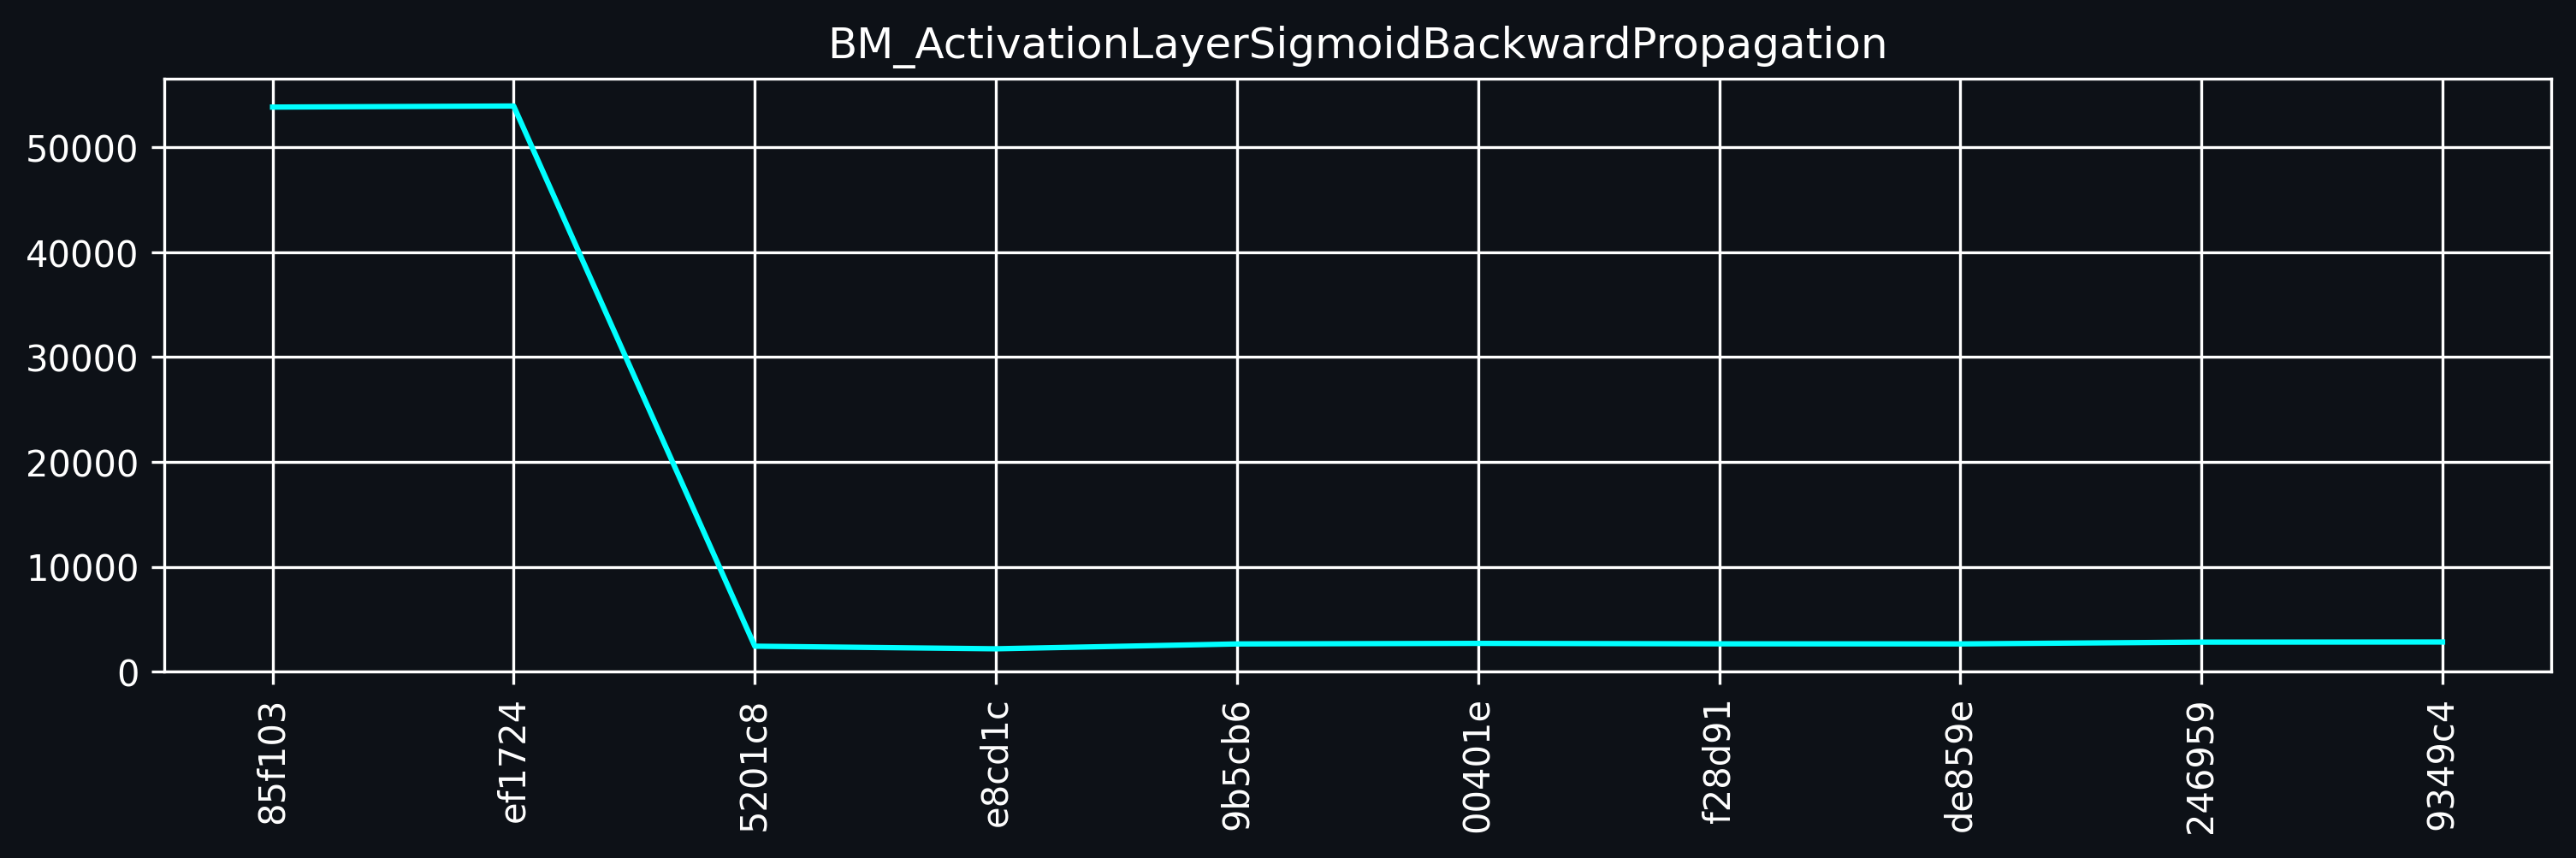 BM_ActivationLayerSigmoidBackwardPropagation
50000
40000
30000
20000
10000
0
85f103
ef1724
5201c8
e8cd1c
9b5cb6
00401e
f28d91
de859e
246959
9349c4